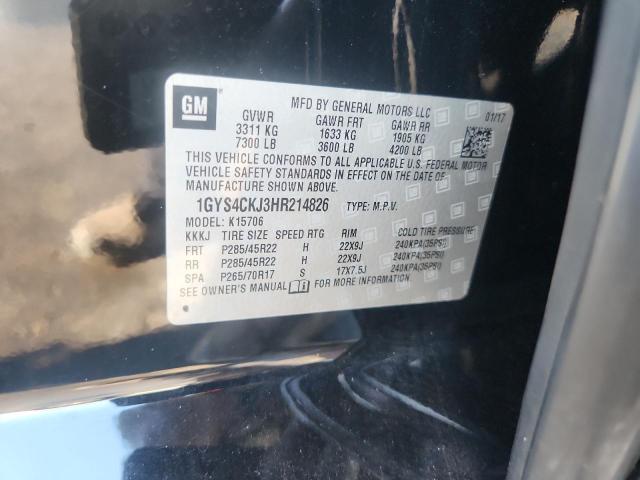 GM
MFD BY GENERAL MOTORS LLC
01/17
GVWR GAWR FRT GAWR RR
3311 KG 1633 KG 1905 KG
7300 LB 3600 LB 4200 LB
THIS VEHICLE CONFORMS TO ALL APPLICABLE U.S. FEDERAL MOTOR
VEHICLE SAFETY STANDARDS IN EFFECT ON THE DATE OF
MANUFACTURE SHOWN ABOVE.
1GYS4CKJ3HR214826 TYPE: M.P.V.
MODEL: K15706
KKKJ TIRE SIZE SPEED RTG RIM COLD TIRE PRESSURE
FRT P285/45R22 H 22X9J 240KPA(35PSI)
RR P285/45R22 H 22X9J 240KPA(35PSI)
SPA P265/70R17 S 17X7.5J 240KPA(35PSI)
SEE OWNER'S MANUAL FOR MORE INFORMATION